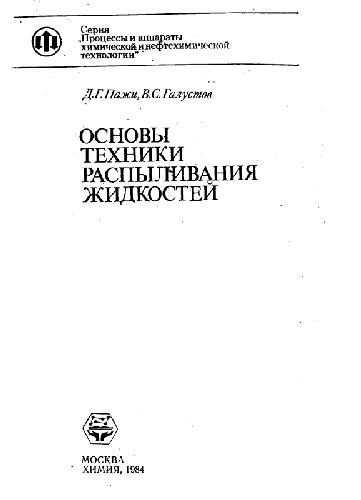 Серия
„Процессы и аппараты
химической и нефтехимической
технологии"
Д.Г.Пажи, В.С.Галустов
ОСНОВЫ
ТЕХНИКИ
РАСПЫЛИВАНИЯ
ЖИДКОСТЕЙ
МОСКВА
ХИМИЯ, 1984